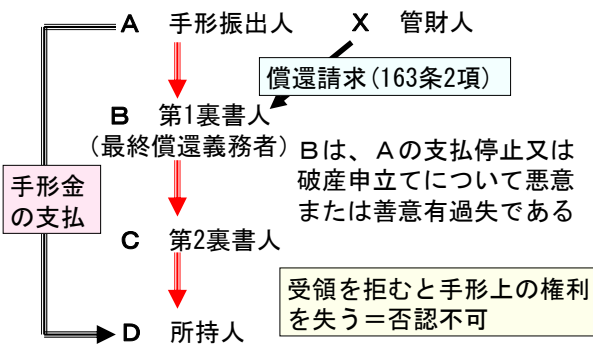 A 手形振出人 X 管財人
償還請求(163条2項)
B 第1裏書人
(最終償還義務者)
Bは、Aの支払停止又は
破産申立てについて悪意
または善意有過失である
手形金
の支払
C 第2裏書人
受領を拒むと手形上の権利
を失う=否認不可
D 所持人